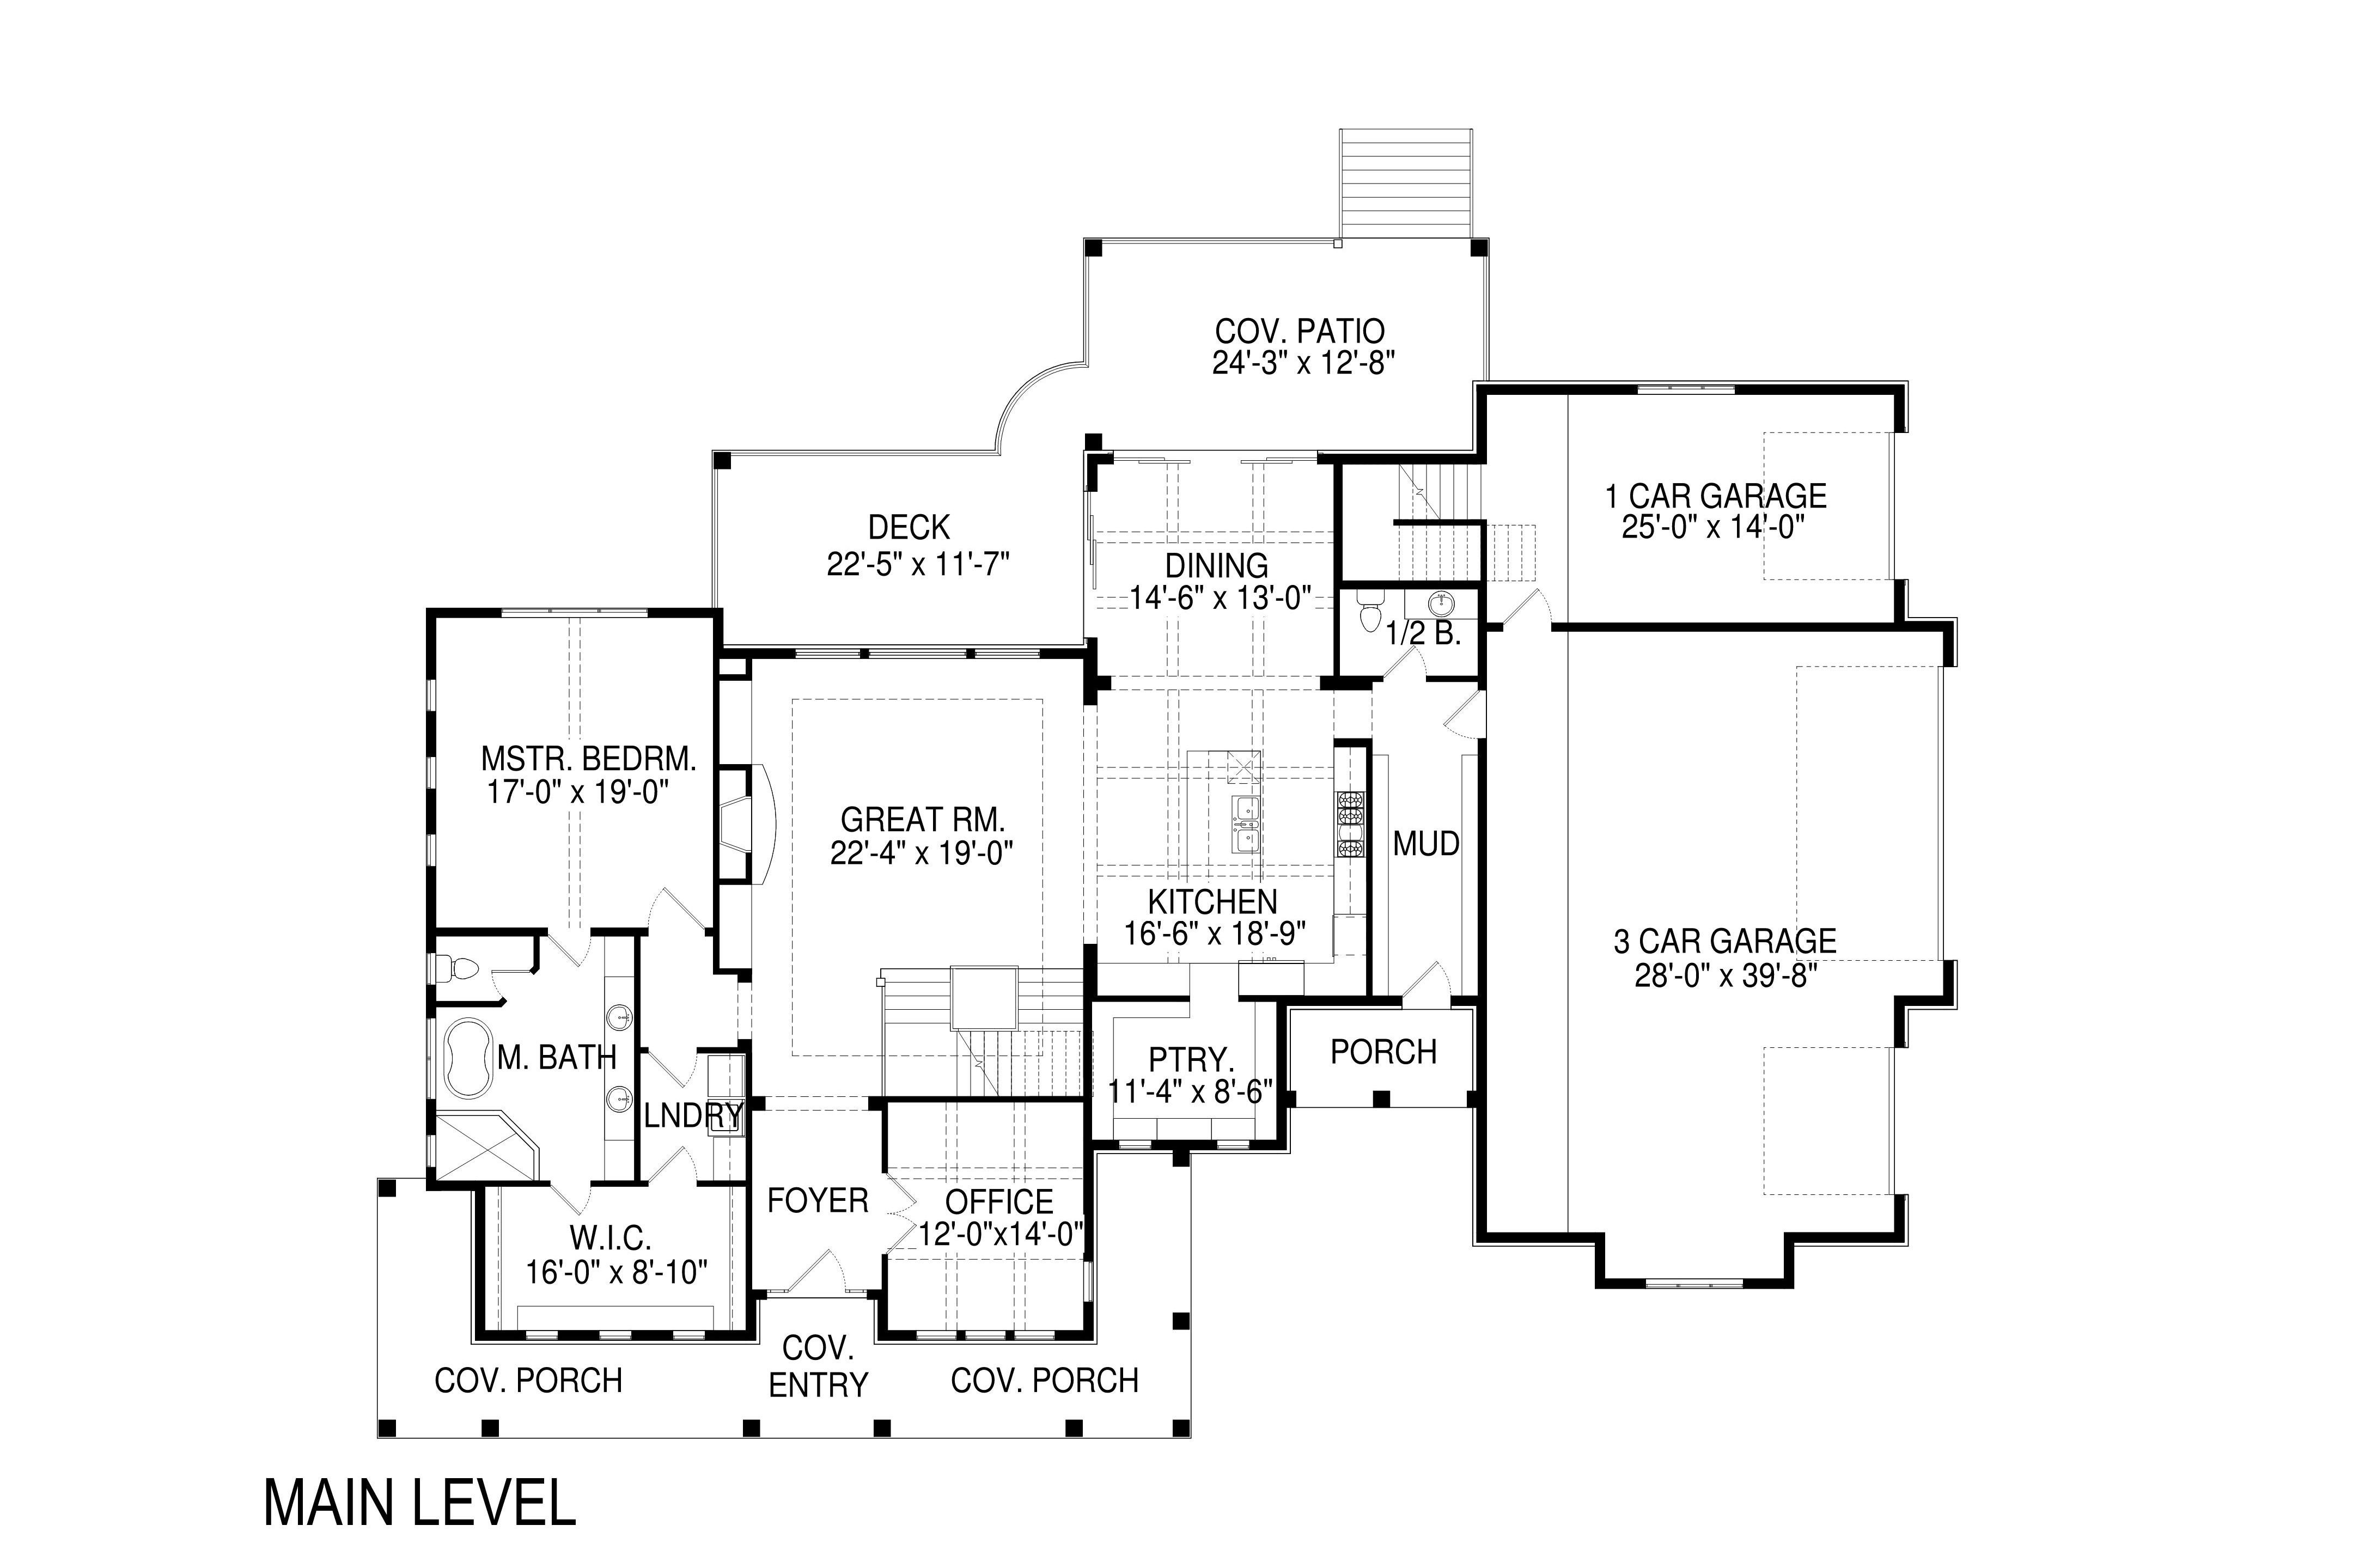 COV. PATIO
24'-3" x 12'-8"
1 CAR GARAGE
25'-0" x 14'-0"
DECK
22'-5" x 11'-7"
DINING
14'-6" x 13'-0"
1/2 B.
MSTR. BEDRM.
17'-0" x 19'-0"
GREAT RM.
22'-4" x 19'-0"
MUD
KITCHEN
16'-6" x 18'-9"
3 CAR GARAGE
28'-0" x 39'-8"
M. BATH
PTRY.
11'-4" x 8'-6"
PORCH
LNDRY
FOYER
OFFICE
12'-0"x14'-0"
W.I.C.
16'-0" x 8'-10"
COV. PORCH
COV.
ENTRY
COV. PORCH
MAIN LEVEL